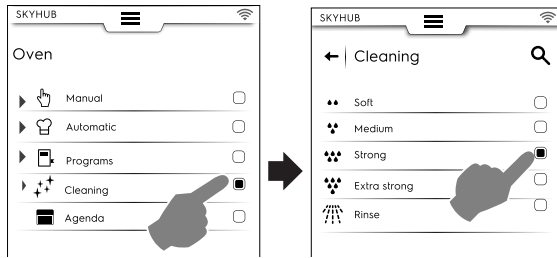 SKYHUB
Oven
Manual
Automatic
Programs
Cleaning
Agenda
SKYHUB
Cleaning
Soft
Medium
Strong
Extra strong
Rinse